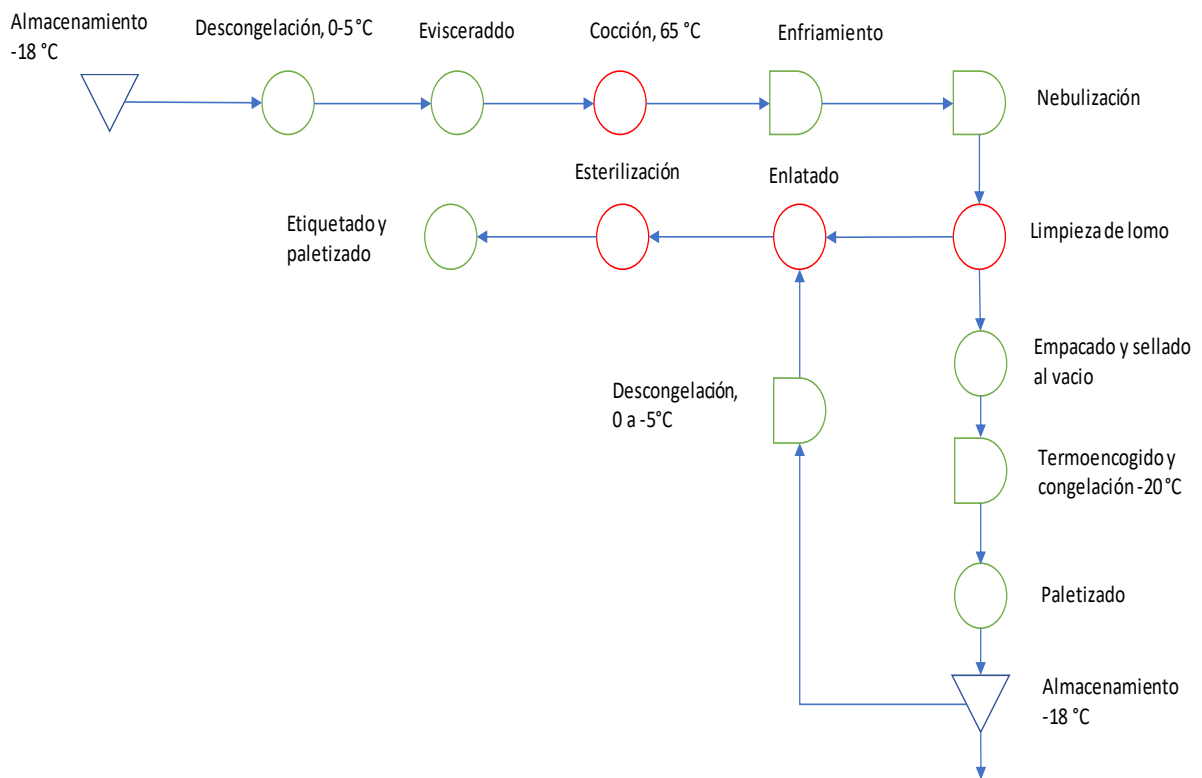 Almacenamiento
-18 °C
Descongelación, 0-5 °C
Evisceraddo
Cocción, 65 °C
Enfriamiento
Nebulización
Esterilización
Enlatado
Etiquetado y
paletizado
Limpieza de lomo
Empacado y sellado
al vacio
Descongelación,
0 a -5°C
Termoencogido y
congelación -20 °C
Paletizado
Almacenamiento
-18 °C